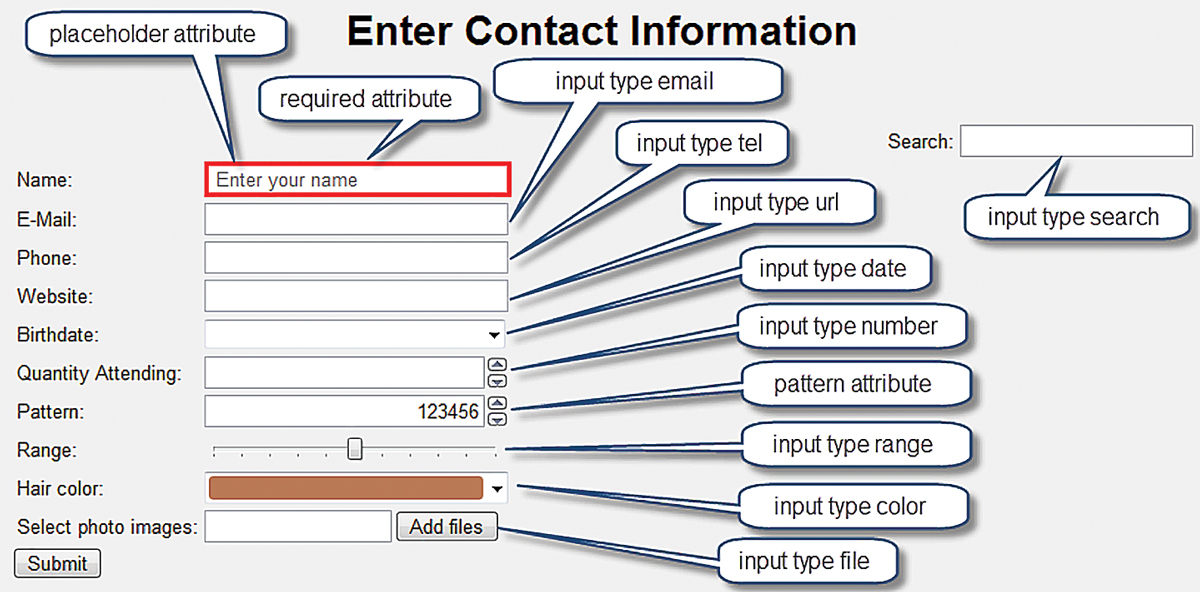 placeholder attribute
Enter Contact Information
required attribute
input type email
input type tel
Search:
Name:
Enter your name
input type url
input type search
E-Mail:
Phone:
input type date
Website:
input type number
Birthdate:
Quantity Attending:
pattern attribute
Pattern:
123456
Range:
input type range
Hair color:
input type color
Select photo images:
Add files
Submit
input type file